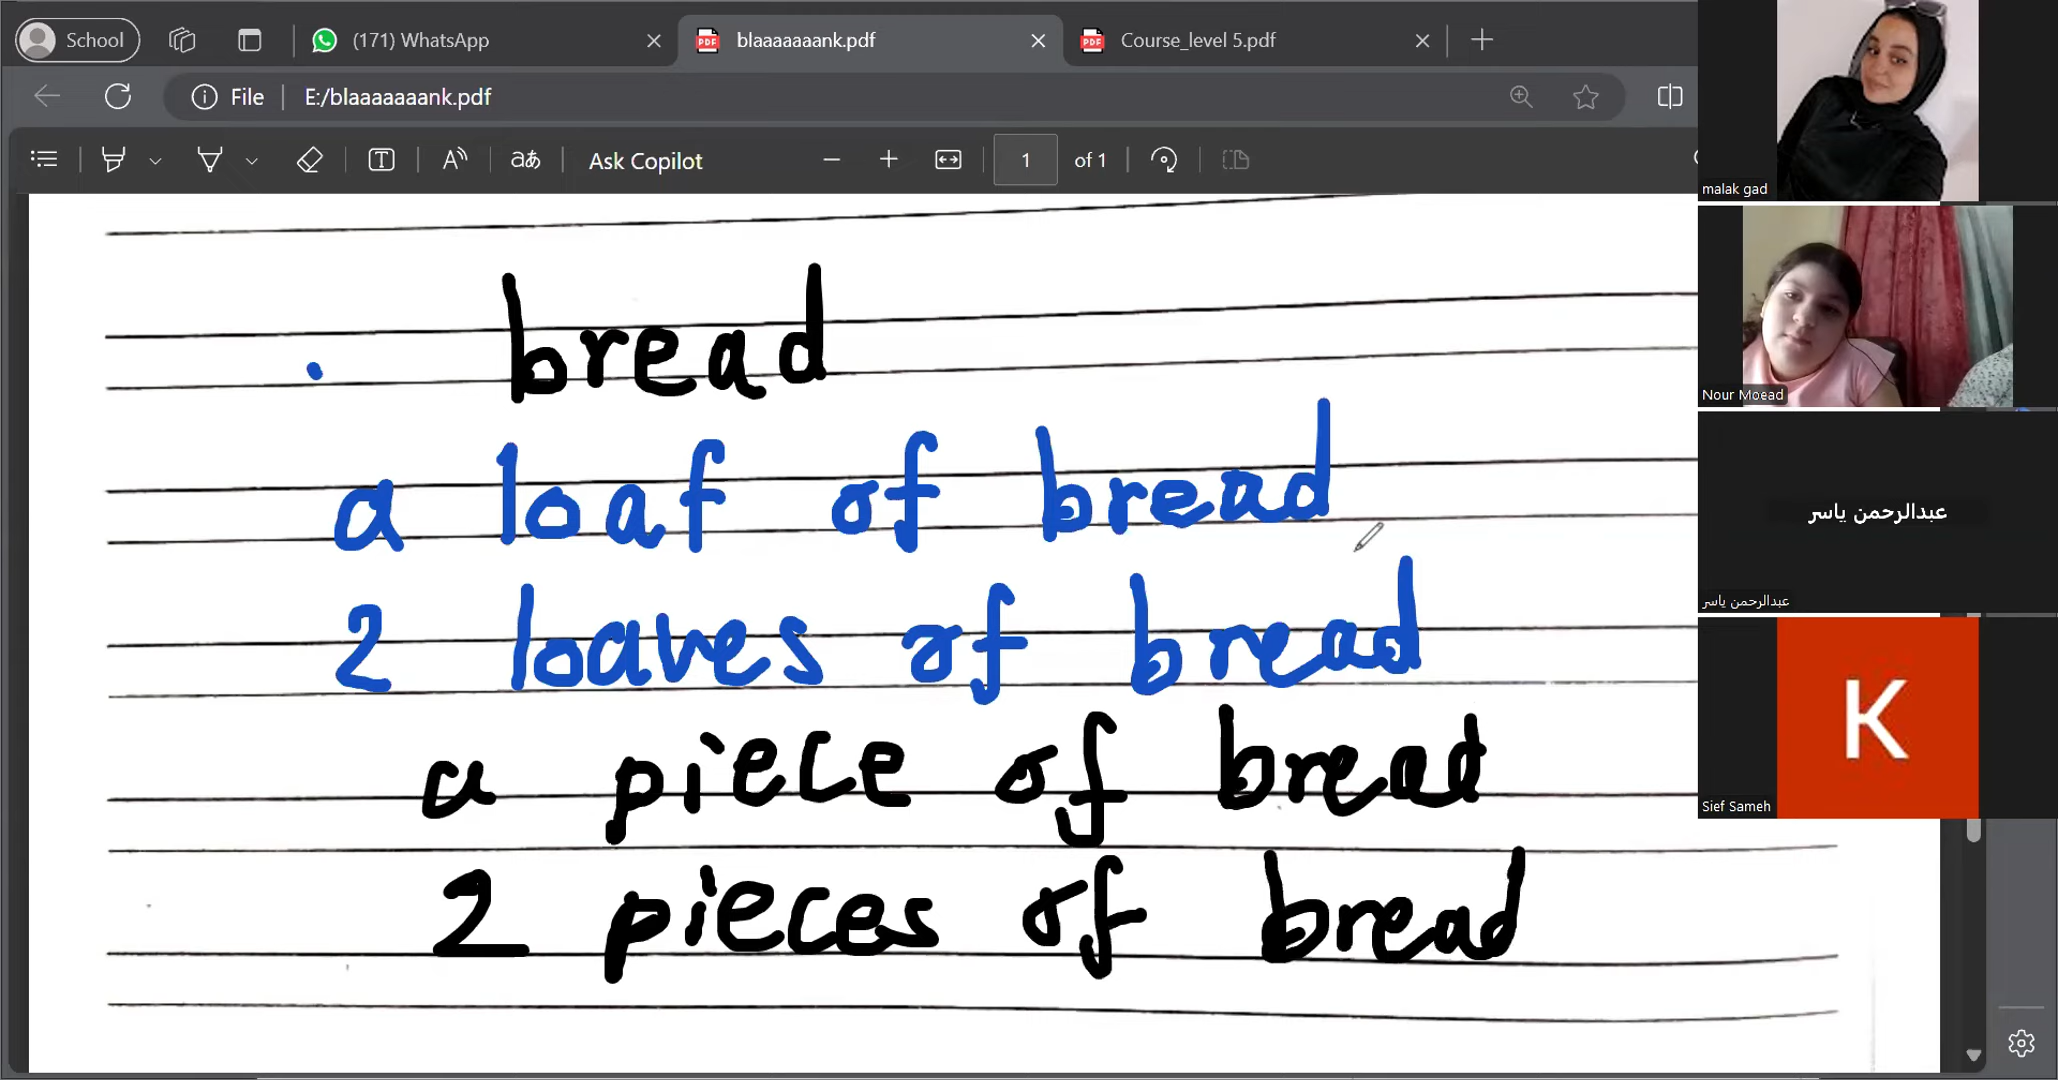 School
(171) WhatsApp
blaaaaaaank.pdf
Course_level 5.pdf
File
E:/blaaaaaaank.pdf
Ask Copilot
1 of 1
bread
a loaf of bread
2 loaves of bread
a piece of bread
2 pieces of bread
malak gad
Nour Moead
عبدالرحمن ياسر
عبدالرحمن ياسر
K
Sief Sameh